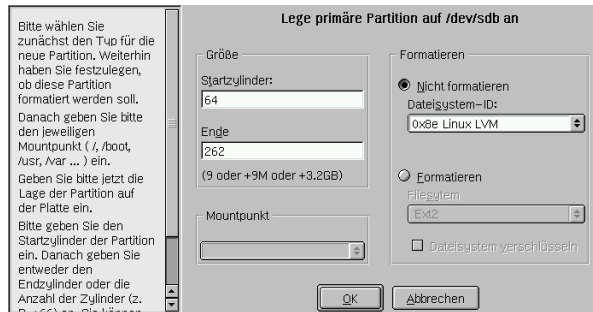 Bitte wählen Sie
zunächst den Typ für die
neue Partition. Weiterhin
haben Sie festzulegen,
ob diese Partition
formatiert werden soll.
Danach geben Sie bitte
den jeweiligen
Mountpunkt ( /, /boot,
/usr, /var ... ) ein.
Geben Sie bitte jetzt die
Lage der Partition auf
der Platte ein.
Bitte geben Sie den
Startzylinder der Partition
ein. Danach geben Sie
entweder den
Endzylinder oder die
Anzahl der Zylinder (z.
Lege primäre Partition auf /dev/sdb an
Größe
Startzylinder:
64
Ende
262
(9 oder +9M oder +3.2GB)
Mountpunkt
Formatieren
Nicht formatieren
Dateisystem-ID:
0x8e Linux LVM
Formatieren
Filesytem
Ext2
Dateisystem verschlüsseln
OK
Abbrechen